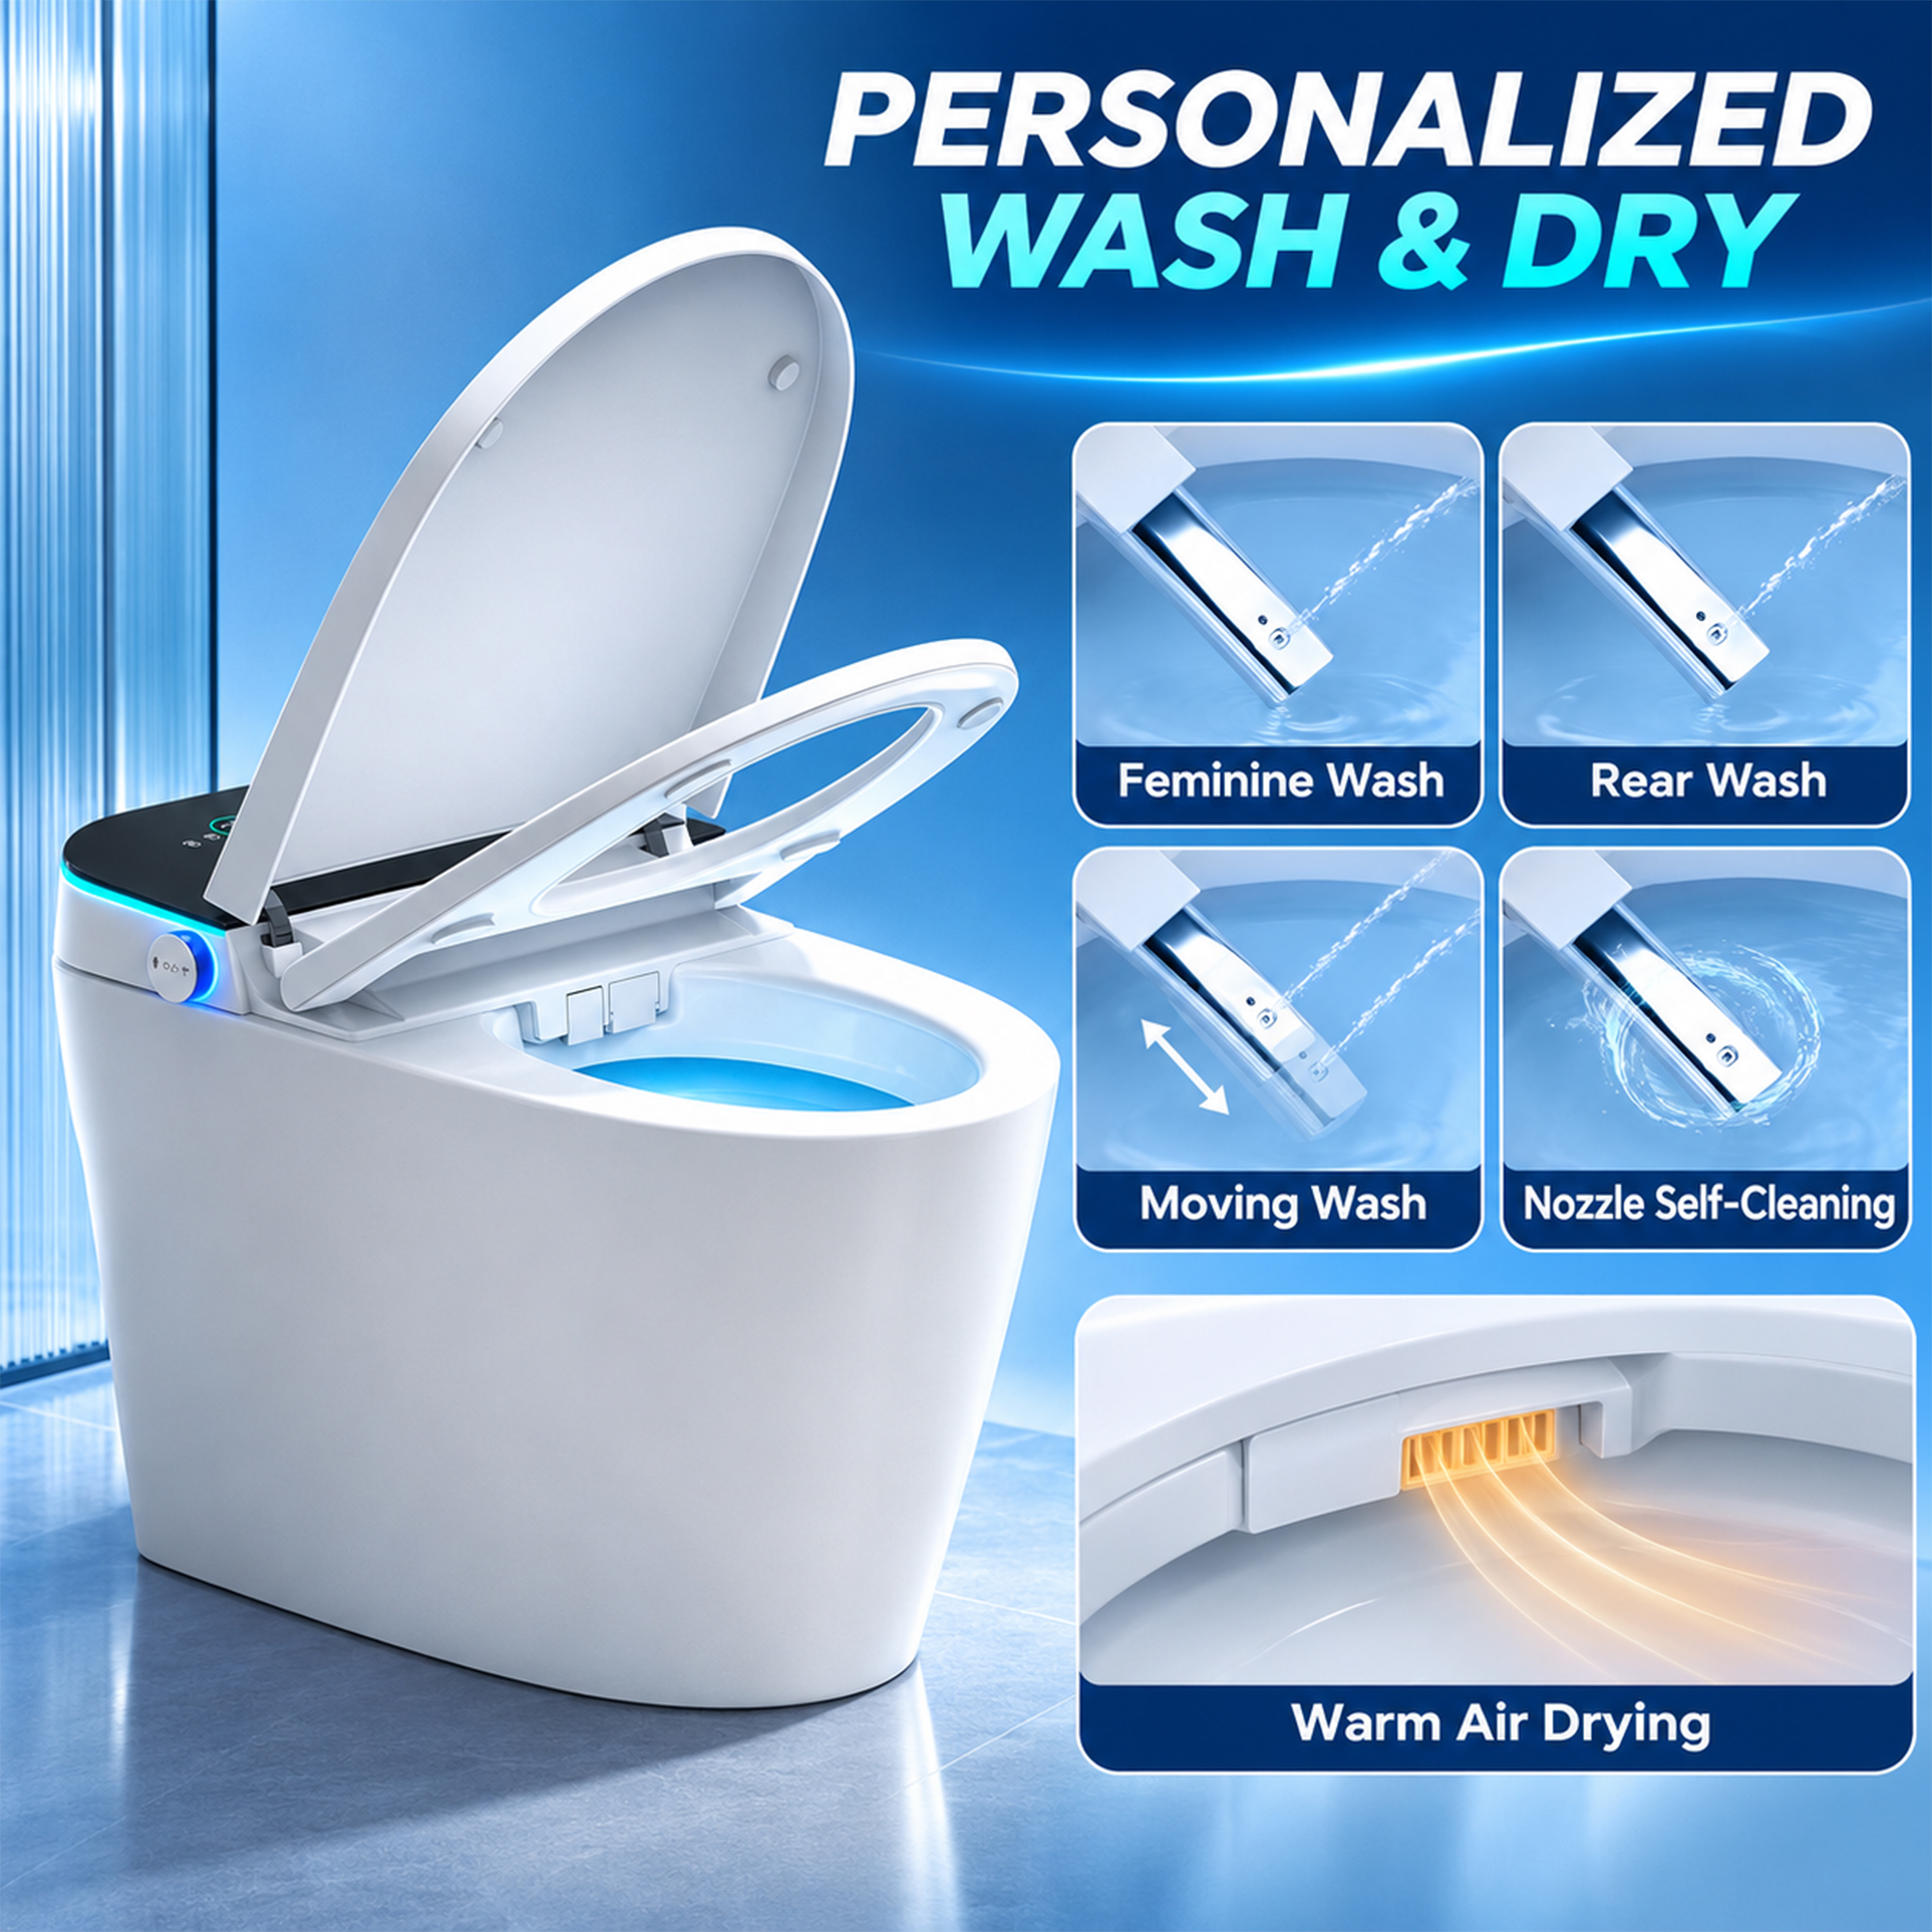 PERSONALIZED
WASH & DRY
Feminine Wash
Rear Wash
Moving Wash
Nozzle Self-Cleaning
Warm Air Drying